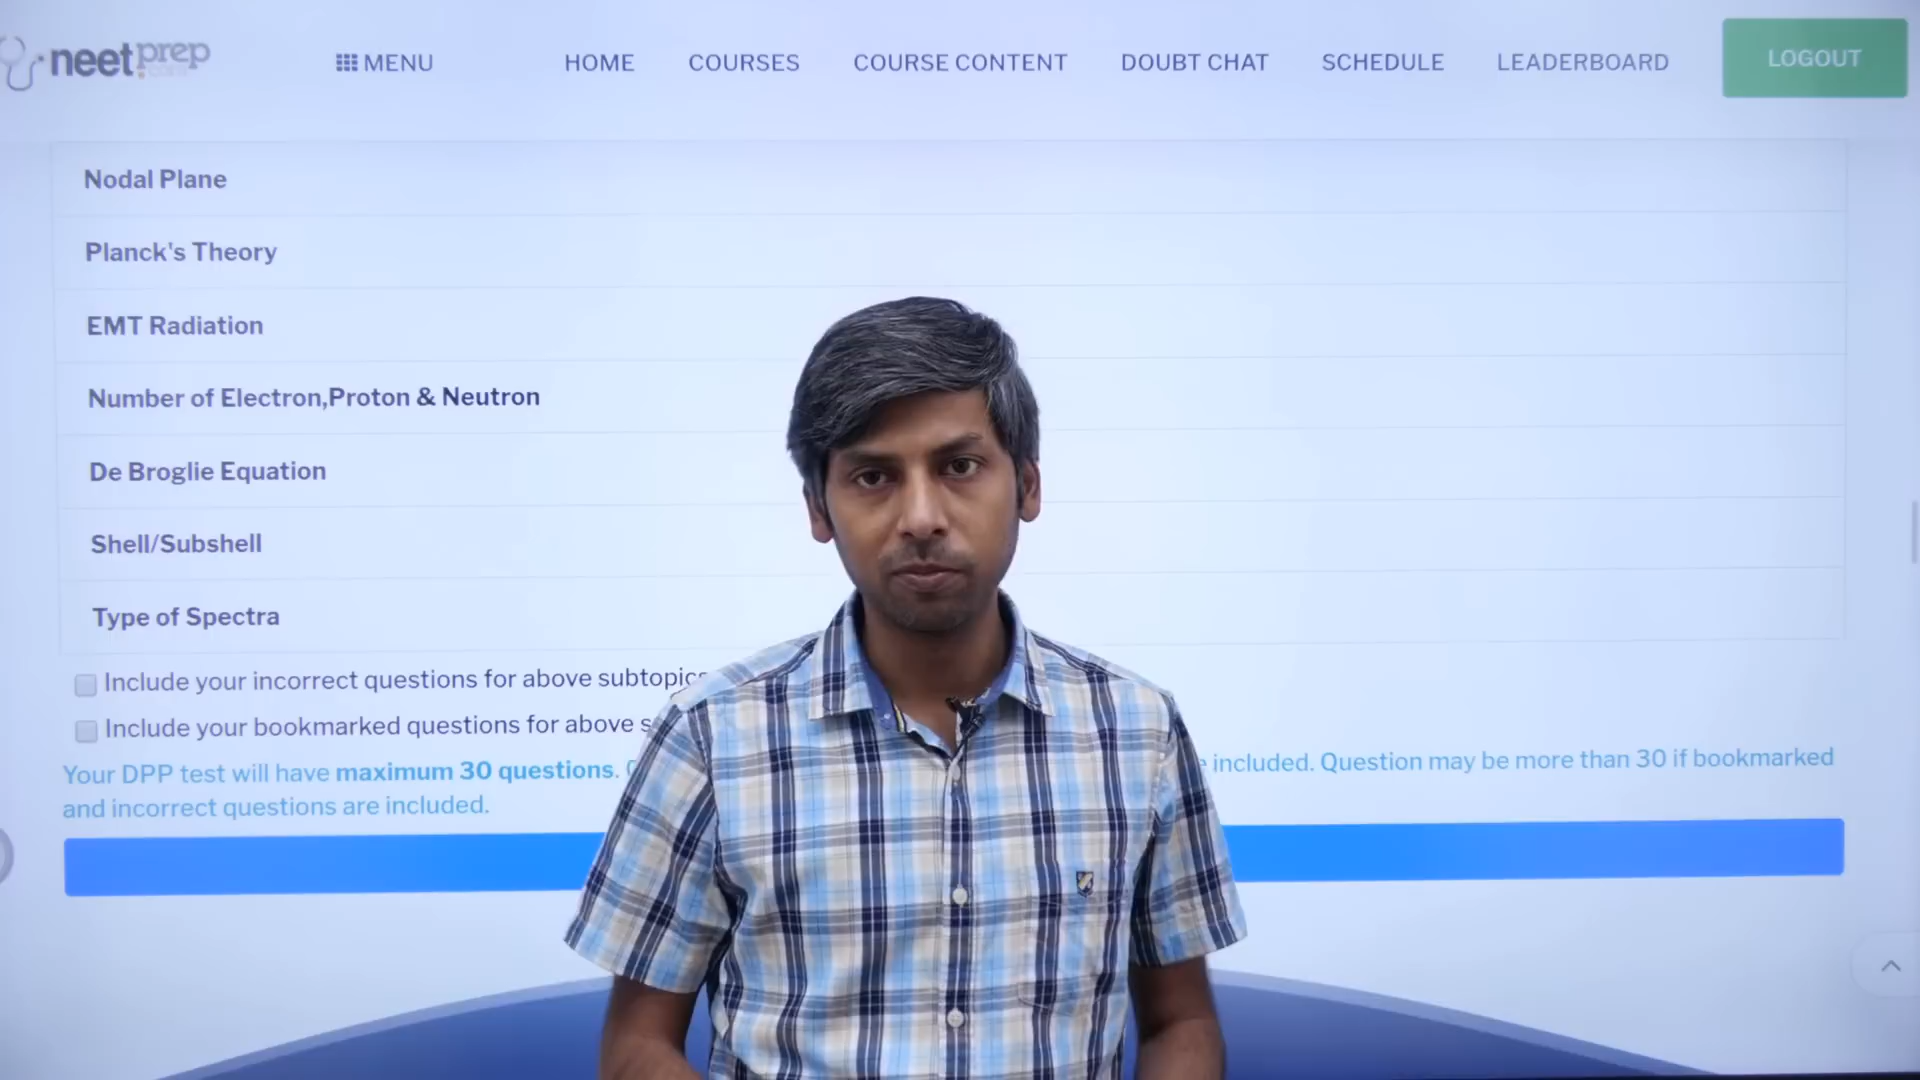 neetprep
.com
MENU
HOME
COURSES
COURSE CONTENT
DOUBT CHAT
SCHEDULE
LEADERBOARD
LOGOUT
Nodal Plane
Planck's Theory
EMT Radiation
Number of Electron,Proton & Neutron
De Broglie Equation
Shell/Subshell
Type of Spectra
Include your incorrect questions for above subtopics
Include your bookmarked questions for above s
Your DPP test will have maximum 30 questions. included. Question may be more than 30 if bookmarked
and incorrect questions are included.